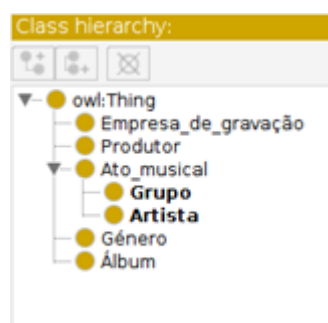 Class hierarchy:
owl:Thing
Empresa_de_gravação
Produtor
Ato_musical
Grupo
Artista
Género
Álbum